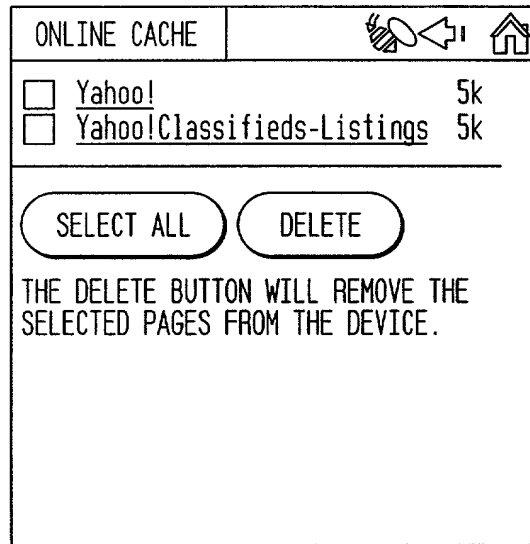 ONLINE CACHE
Yahoo! 5k
Yahoo!Classifieds-Listings 5k
SELECT ALL DELETE
THE DELETE BUTTON WILL REMOVE THE
SELECTED PAGES FROM THE DEVICE.